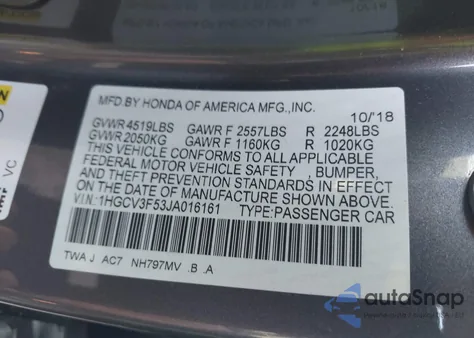 MFD.BY HONDA OF AMERICA MFG.,INC.
10/'18
GVWR 4519LBS GAWR F 2557LBS R 2248LBS
GVWR 2050KG GAWR F 1160KG R 1020KG
THIS VEHICLE CONFORMS TO ALL APPLICABLE
FEDERAL MOTOR VEHICLE SAFETY , BUMPER,
AND THEFT PREVENTION STANDARDS IN EFFECT
ON THE DATE OF MANUFACTURE SHOWN ABOVE.
V.I.N:1HGCV3F53JA016161 TYPE:PASSENGER CAR
TWA J AC7 NH797MV .B .A
VC
autoSnap